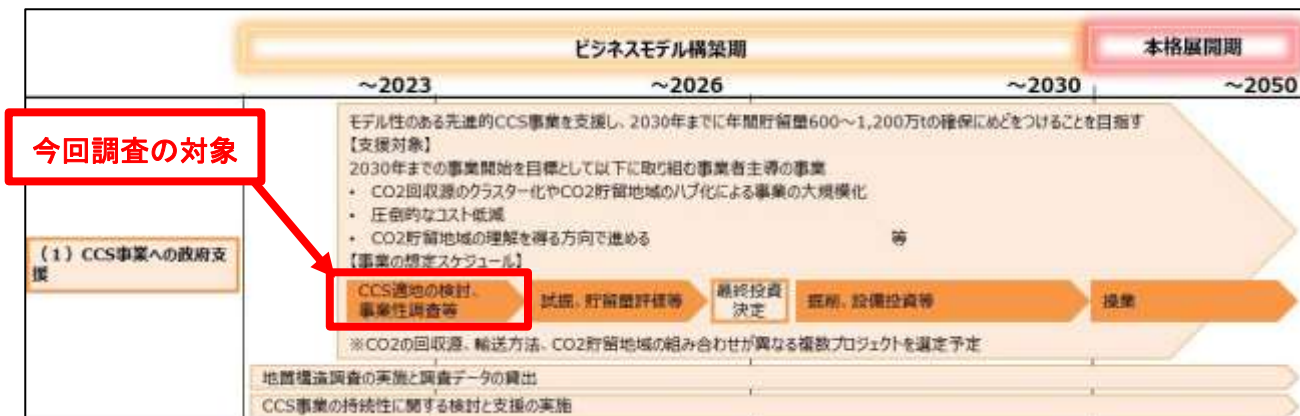 ビジネスモデル構築期
本格展開期
～2023
～2026
～2030
～2050
今回調査の対象
（１）CCS事業への政府支
援
モデル性のある先進的CCS事業を支援し、2030年までに年間貯留量600～1,200万tの確保にめどをつけることを目指す
【支援対象】
2030年までの事業開始を目標として以下に取り組む事業者主導の事業
• CO2回収源のクラスター化やCO2貯留地域のハブ化による事業の大規模化
• 圧倒的なコスト低減
• CO2貯留地域の理解を得る方向で進める 等
【事業の想定スケジュール】
CCS適地の検討、
事業性調査等
試掘、貯留量評価等
最終投資
決定
掘削、設備投資等
操業
※CO2の回収源、輸送方法、CO2貯留地域の組み合わせが異なる複数プロジェクトを選定予定
地質構造調査の実施と調査データの貸出
CCS事業の持続性に関する検討と支援の実施